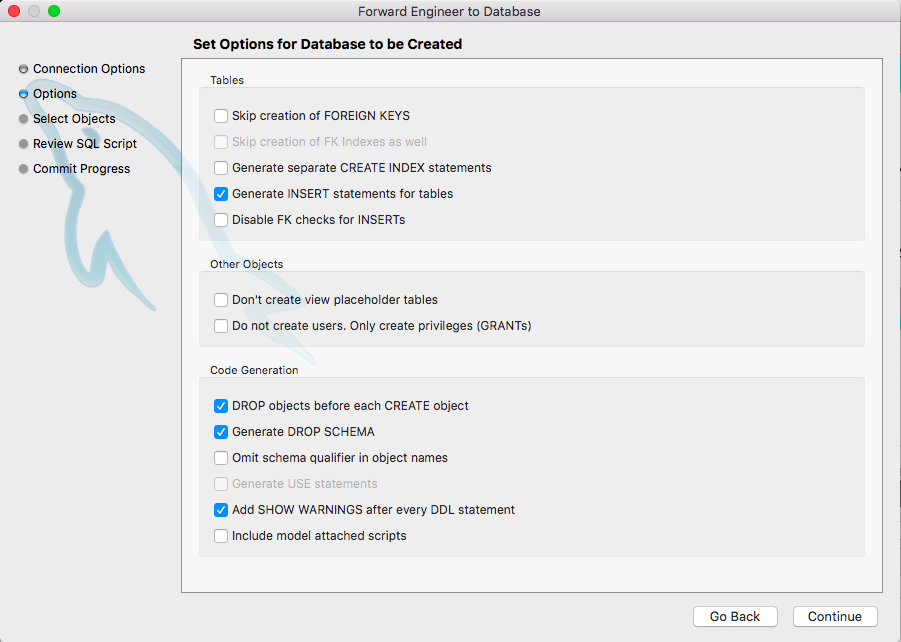 Forward Engineer to Database
Set Options for Database to be Created
Connection Options
Options
Select Objects
Review SQL Script
Commit Progress
Tables
Skip creation of FOREIGN KEYS
Skip creation of FK Indexes as well
Generate separate CREATE INDEX statements
Generate INSERT statements for tables
Disable FK checks for INSERTs
Other Objects
Don't create view placeholder tables
Do not create users. Only create privileges (GRANTs)
Code Generation
DROP objects before each CREATE object
Generate DROP SCHEMA
Omit schema qualifier in object names
Generate USE statements
Add SHOW WARNINGS after every DDL statement
Include model attached scripts
Go Back
Continue